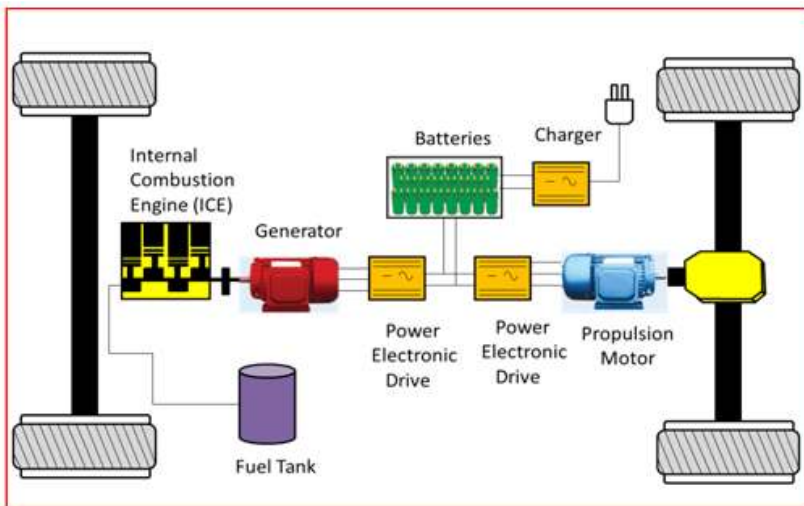 Internal
Combustion
Engine (ICE)
Generator
Batteries
Charger
Power
Electronic
Drive
Power
Electronic
Drive
Propulsion
Motor
Fuel Tank